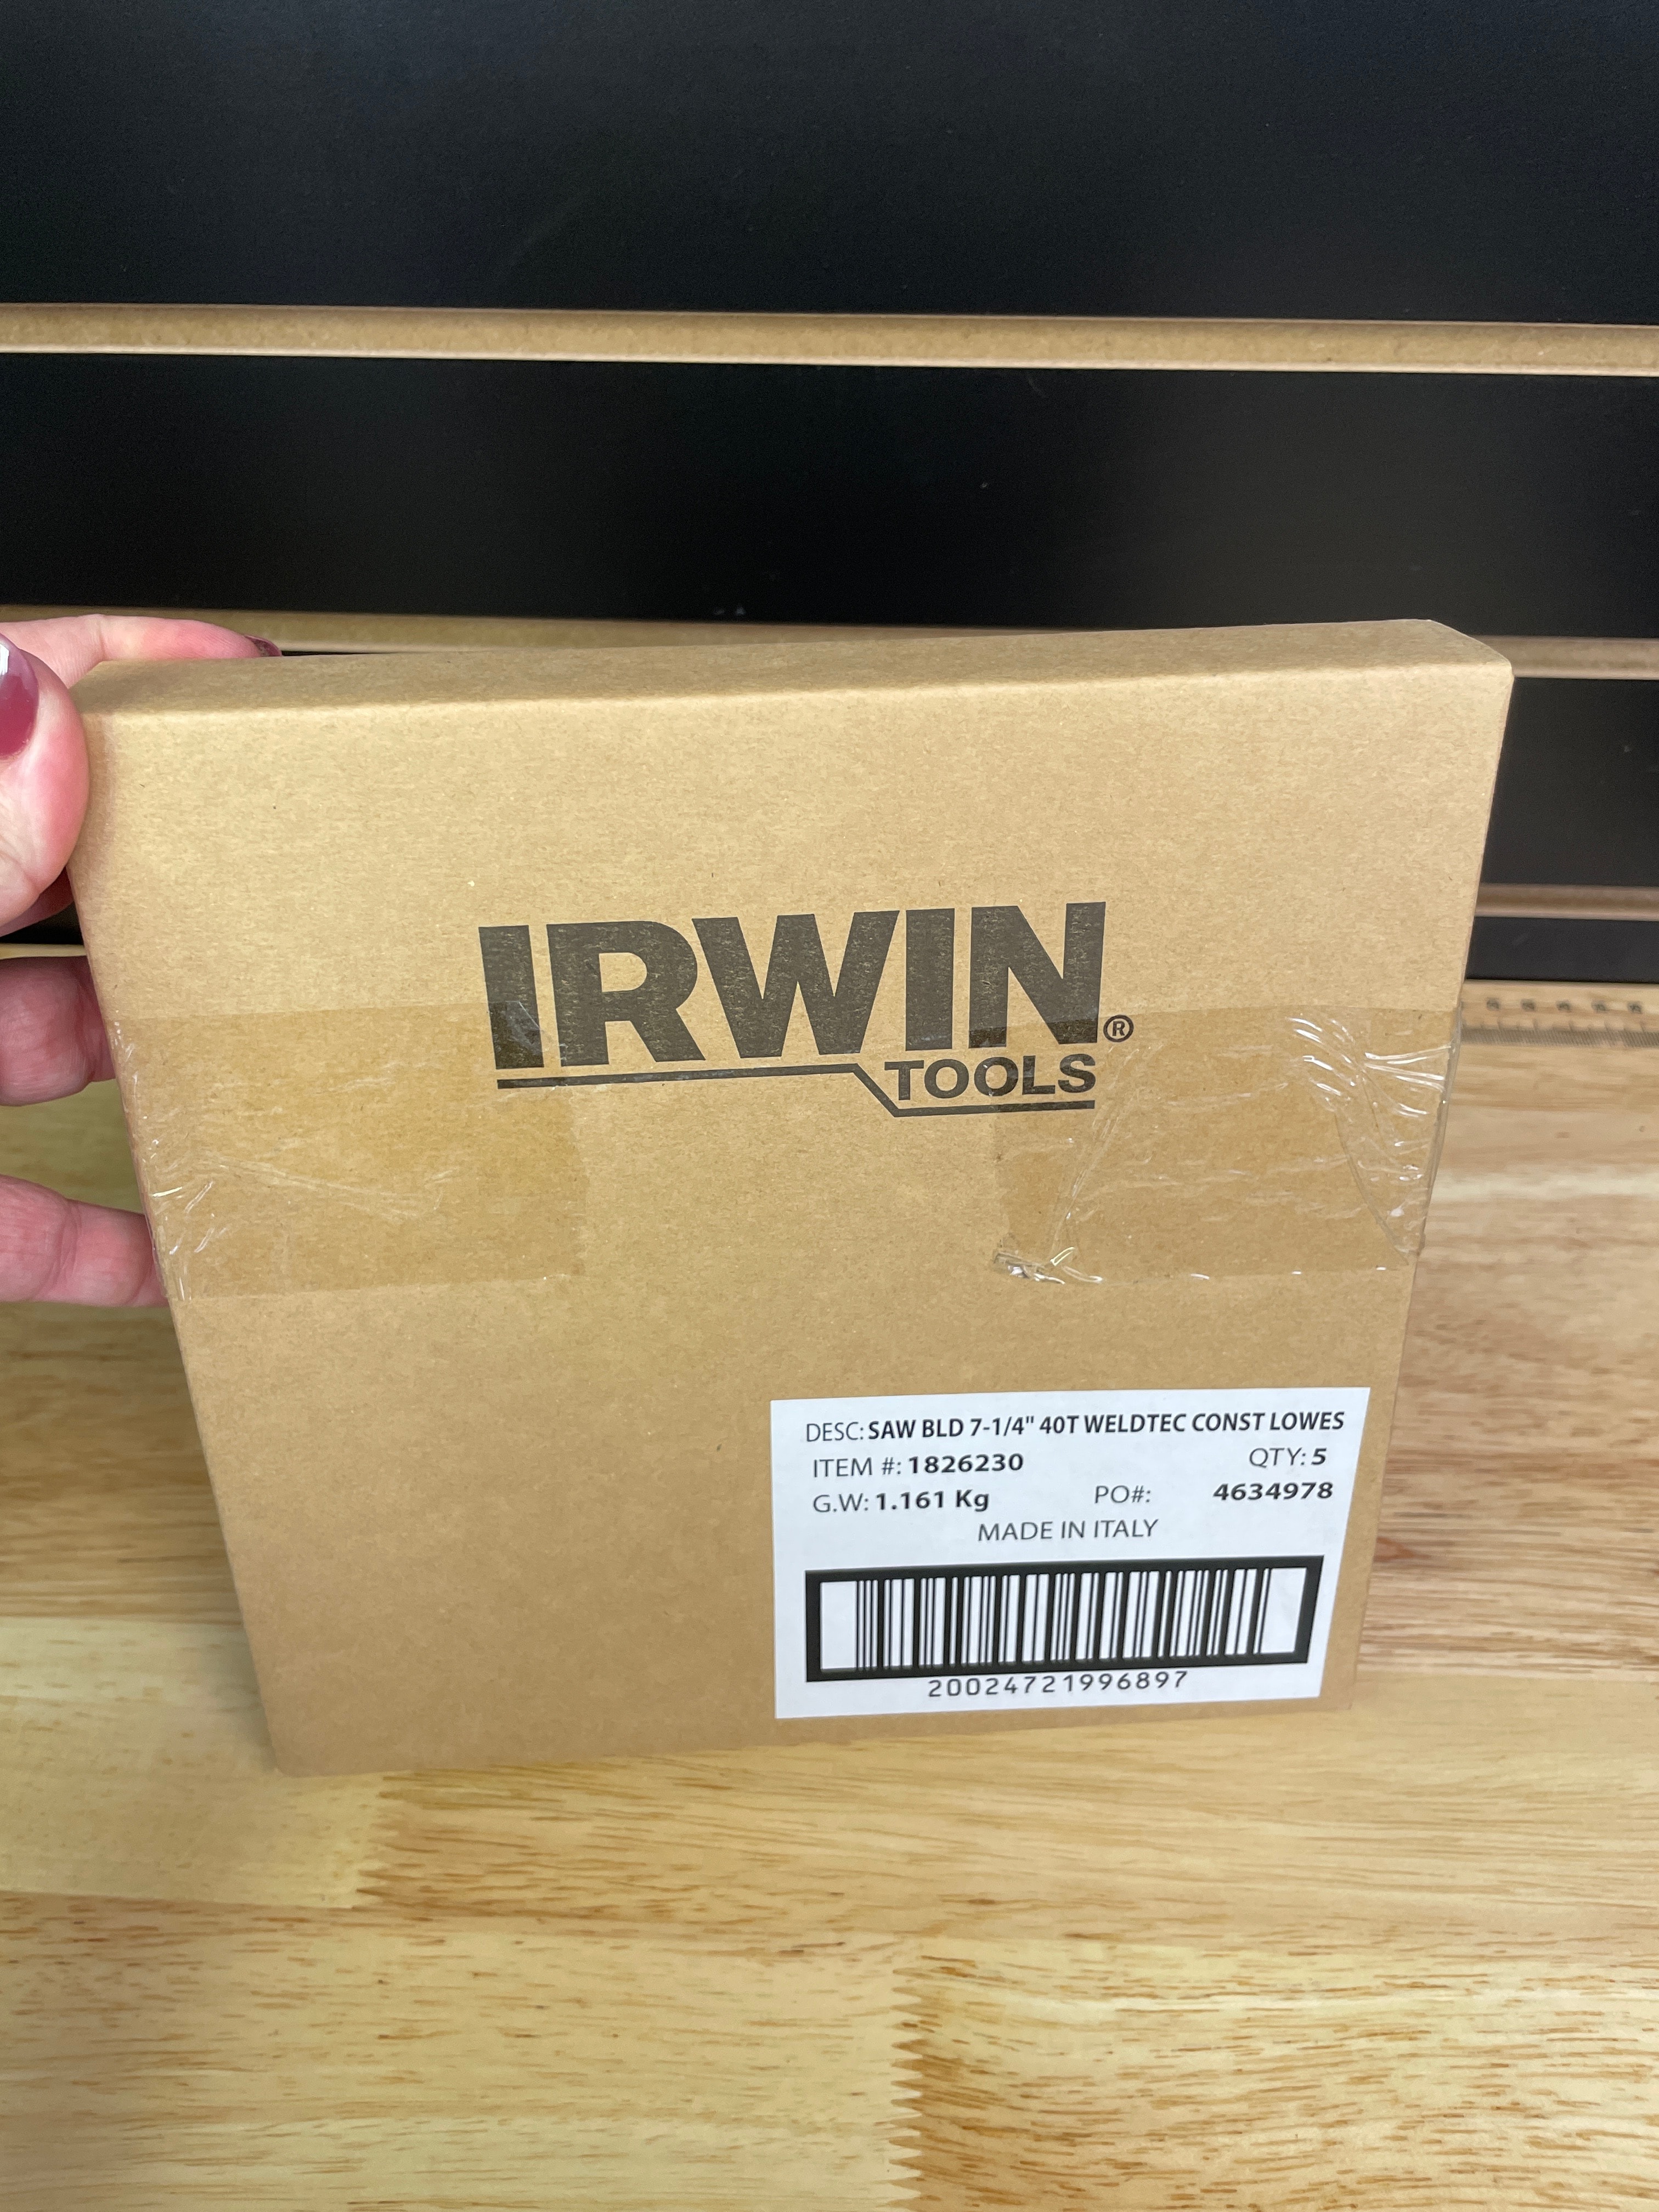 IRWIN®
TOOLS
DESC: SAW BLD 7-1/4" 40T WELDTEC CONST LOWES
ITEM #: 1826230 QTY: 5
G.W: 1.161 Kg PO#: 4634978
MADE IN ITALY
20024721996897